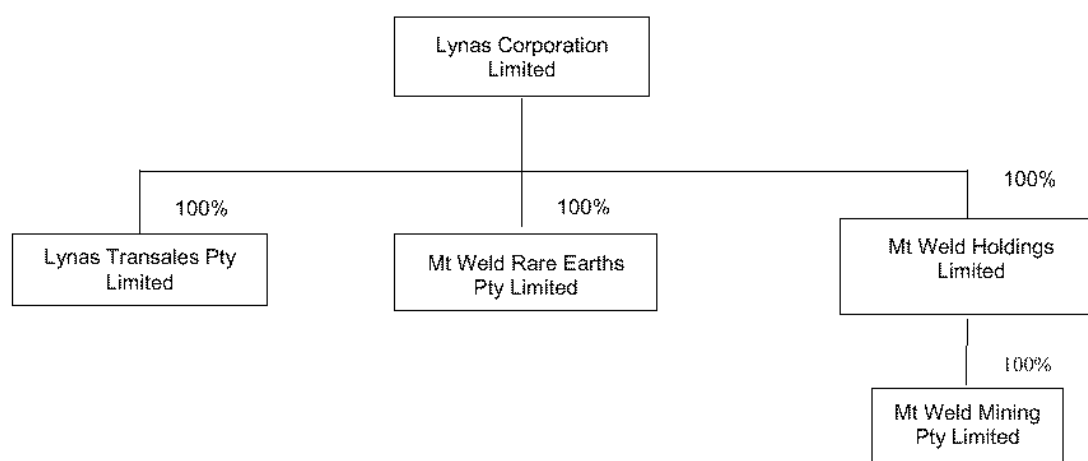 Lynas Corporation
Limited
100%
100%
100%
Lynas Transales Pty
Limited
Mt Weld Rare Earths
Pty Limited
Mt Weld Holdings
Limited
100%
Mt Weld Mining
Pty Limited